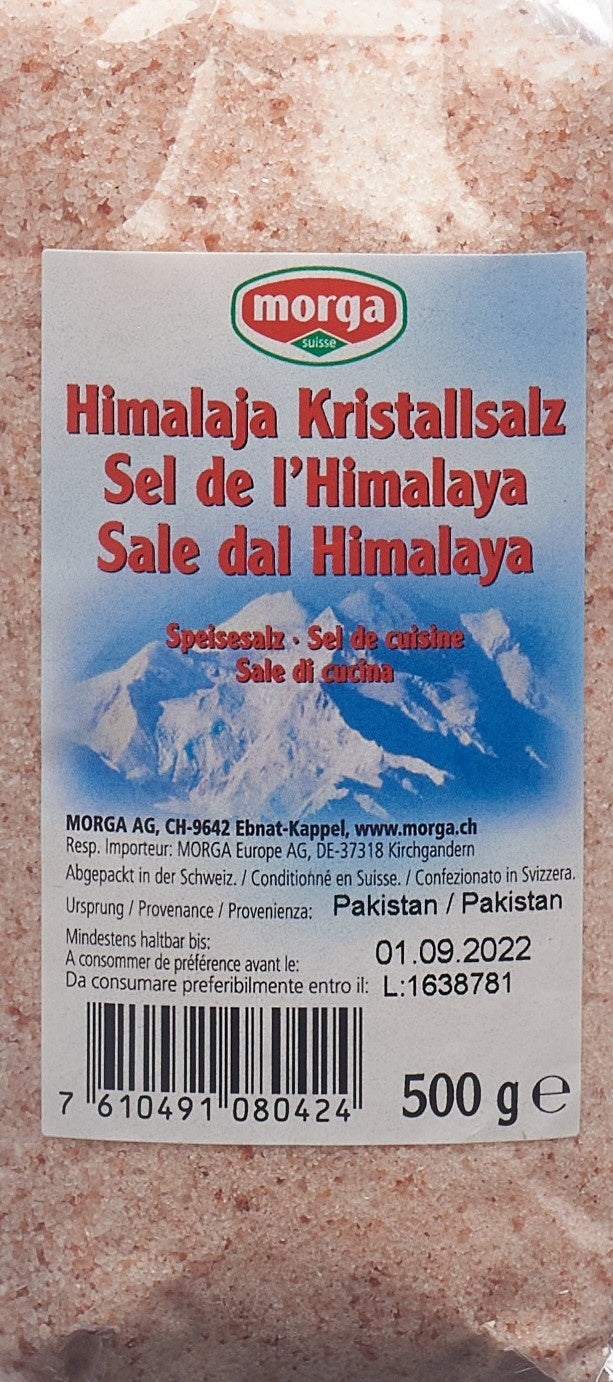 morga
suisse
Himalaja Kristallsalz
Sel de l'Himalaya
Sale dal Himalaya
Speisesalz · Sel de cuisine
Sale di cucina
MORGA AG, CH-9642 Ebnat-Kappel, www.morga.ch
Resp. Importeur: MORGA Europe AG, DE-37318 Kirchgandern
Abgepackt in der Schweiz. / Conditionné en Suisse. / Confezionato in Svizzera.
Ursprung / Provenance / Provenienza: Pakistan / Pakistan
Mindestens haltbar bis:
A consommer de préférence avant le: 01.09.2022
Da consumare preferibilmente entro il: L:1638781
7 610491 080424
500 g e